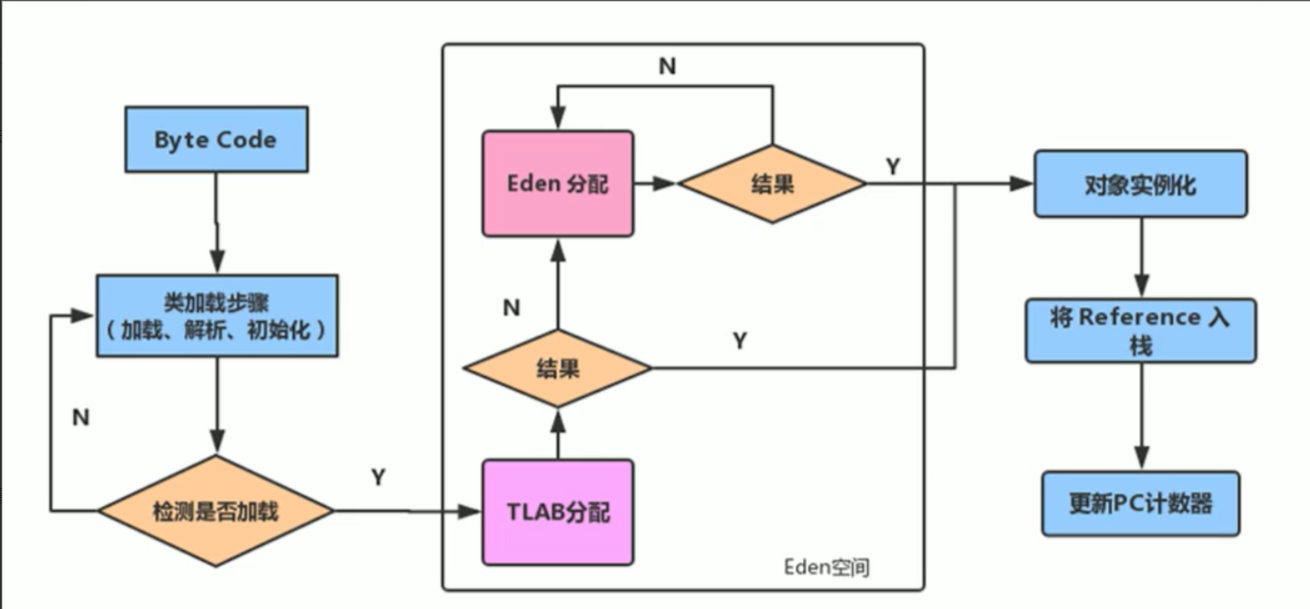 Byte Code
类加载步骤
（加载、解析、初始化）
N
检测是否加载
Y
N
Eden 分配
结果
Y
N
结果
Y
TLAB分配
Eden空间
对象实例化
将 Reference 入
栈
更新PC计数器